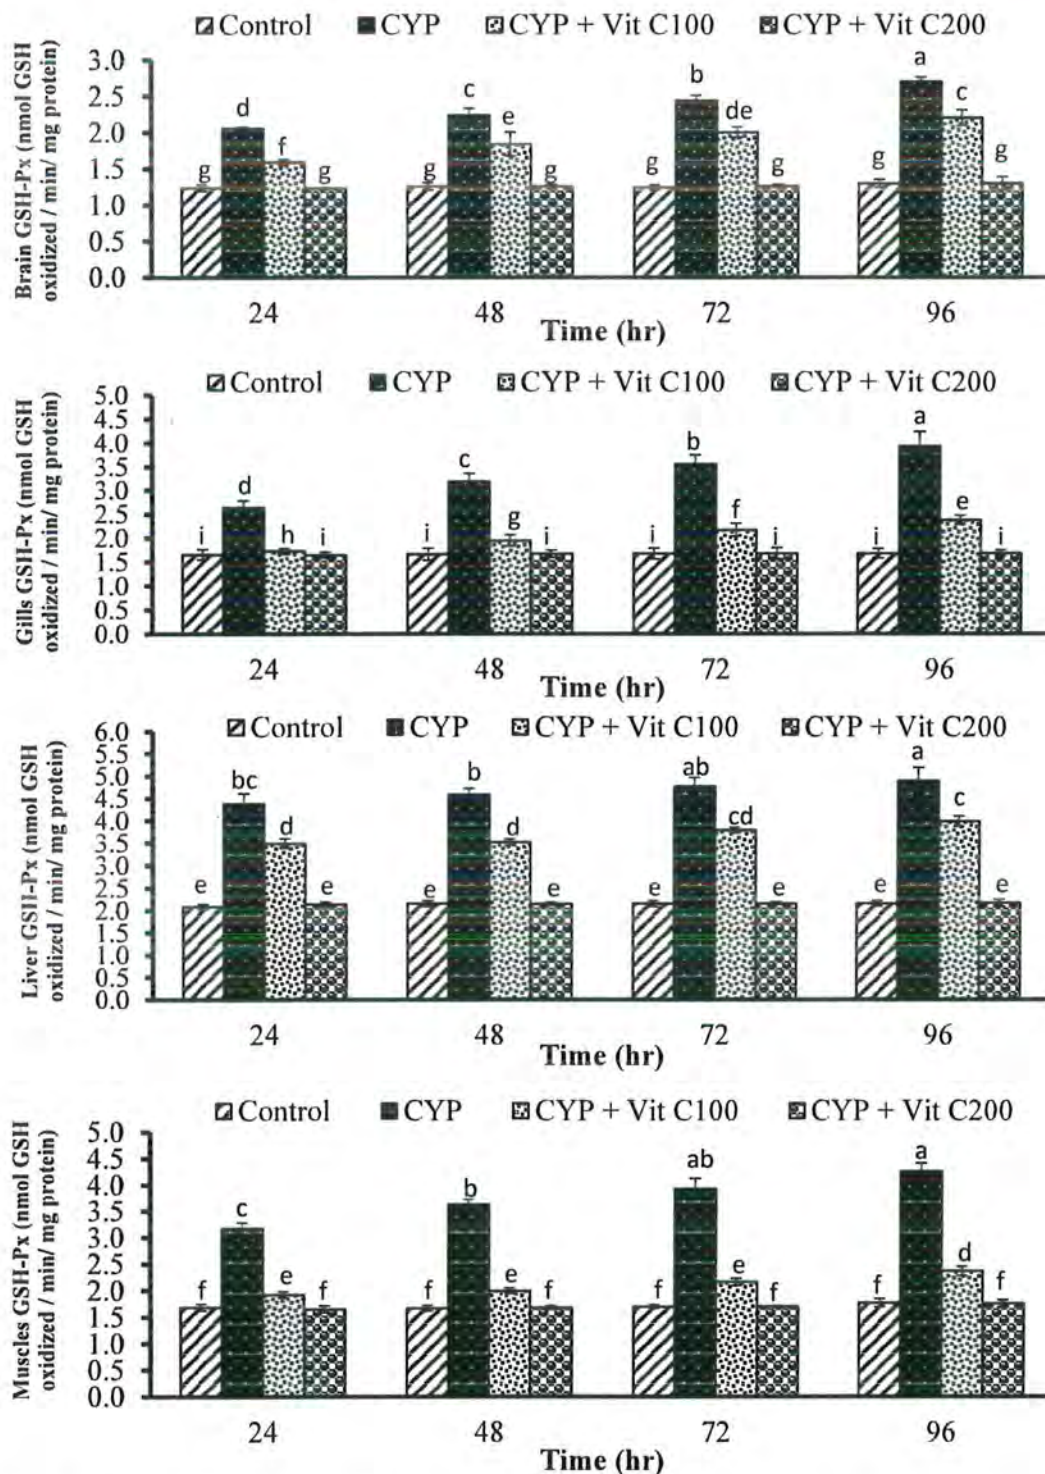 Control CYP CYP + Vit C100 CYP + Vit C200
Brain GSH-Px (nmol GSH
oxidized / min/ mg protein)
3.0
2.5
2.0
1.5
1.0
0.5
0.0
g d f g
g c e g
g b de g
g a c g
24 48 72 96
Time (hr)
Control CYP CYP + Vit C100 CYP + Vit C200
Gills GSH-Px (nmol GSH
oxidized / min/ mg protein)
5.0
4.5
4.0
3.5
3.0
2.5
2.0
1.5
1.0
0.5
0.0
i d h i
i c g i
i b f i
i a e i
24 48 72 96
Time (hr)
Control CYP CYP + Vit C100 CYP + Vit C200
Liver GSH-Px (nmol GSH
oxidized / min/ mg protein)
6.0
5.5
5.0
4.5
4.0
3.5
3.0
2.5
2.0
1.5
1.0
0.5
0.0
e bc d e
e b d e
e ab cd e
e a c e
24 48 72 96
Time (hr)
Control CYP CYP + Vit C100 CYP + Vit C200
Muscles GSH-Px (nmol GSH
oxidized / min/ mg protein)
5.0
4.5
4.0
3.5
3.0
2.5
2.0
1.5
1.0
0.5
0.0
f c e f
f b e f
f ab e f
f a d f
24 48 72 96
Time (hr)